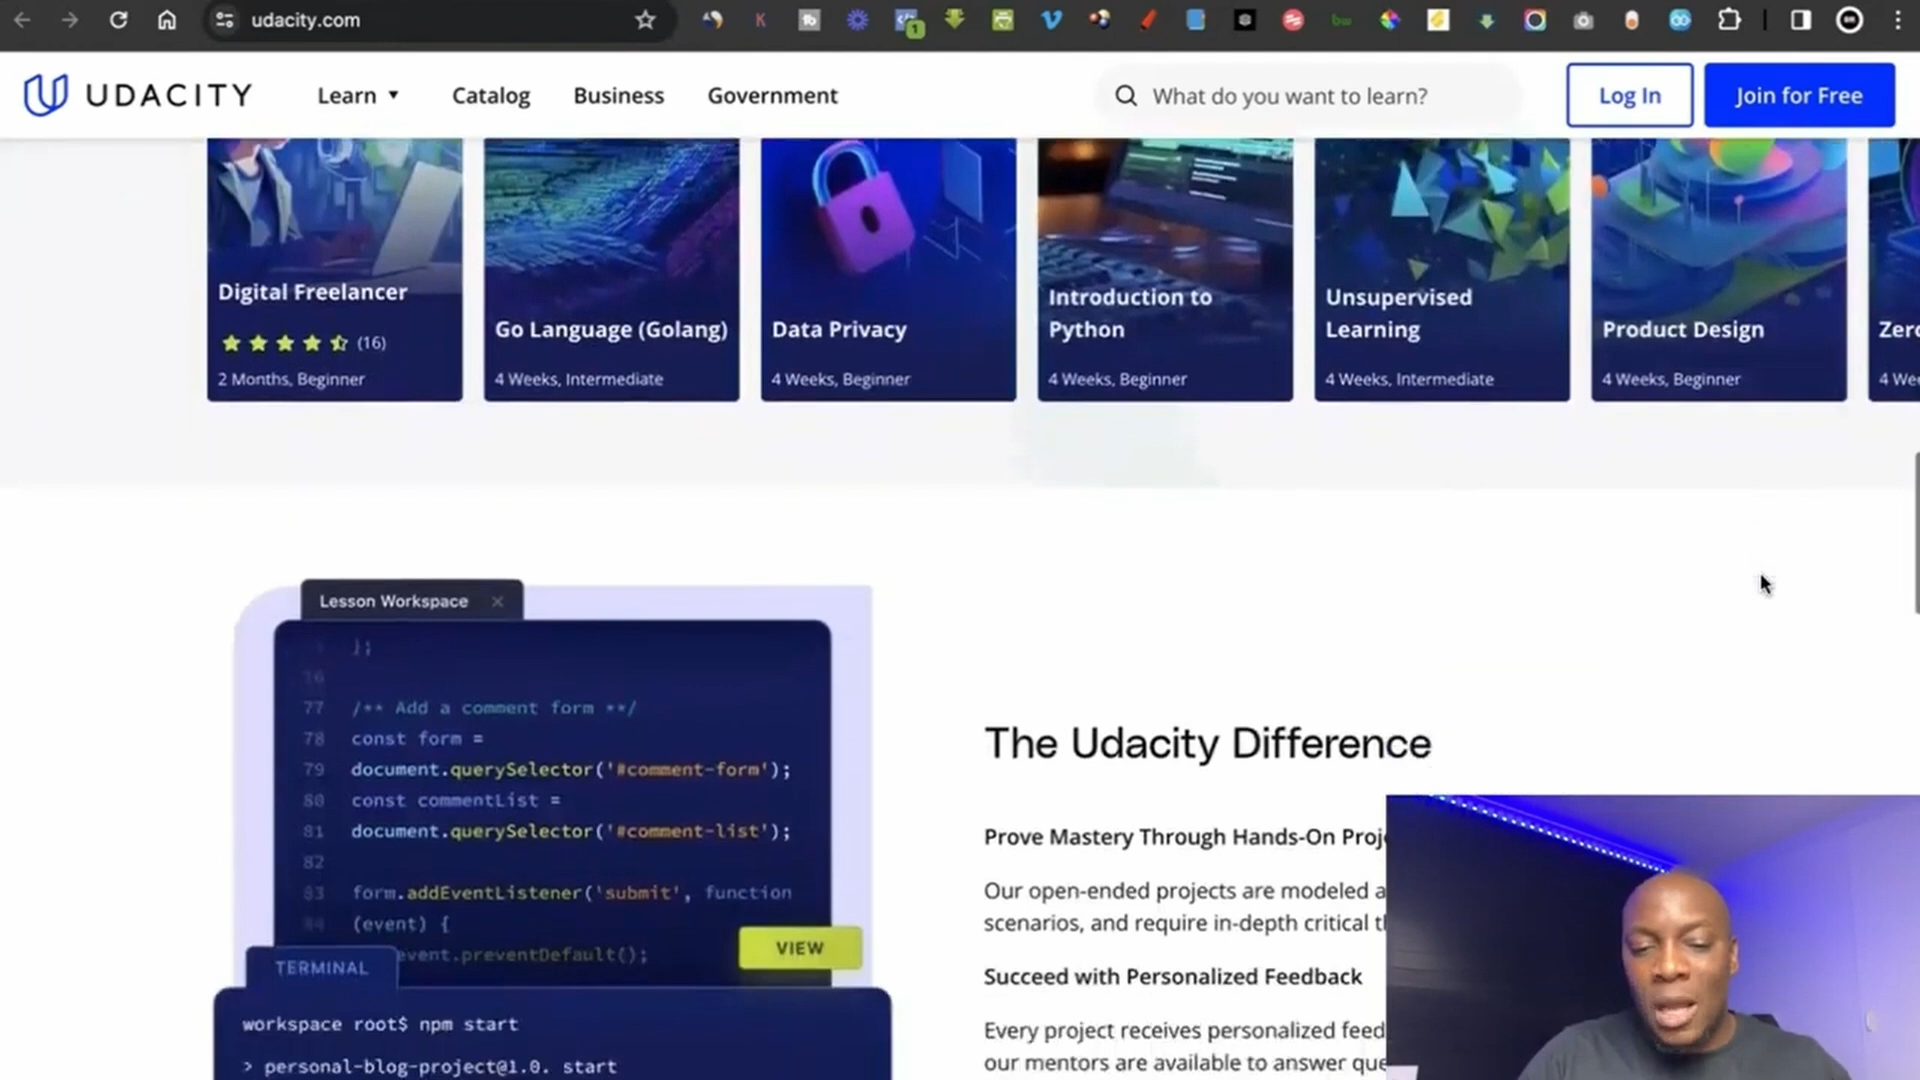 udacity.com
1
UDACITY
Learn
Catalog
Business
Government
What do you want to learn?
Log In
Join for Free
Digital Freelancer
(16)
2 Months, Beginner
Go Language (Golang)
4 Weeks, Intermediate
Data Privacy
4 Weeks, Beginner
Introduction to
Python
4 Weeks, Beginner
Unsupervised
Learning
4 Weeks, Intermediate
Product Design
4 Weeks, Beginner
Zero
4 Wee
Lesson Workspace ×
};
76
77 /** Add a comment form **/
78 const form =
79 document.querySelector('#comment-form');
80 const commentList =
81 document.querySelector('#comment-list');
82
83 form.addEventListener('submit', function
84 (event) {
event.preventDefault();
VIEW
TERMINAL
workspace root$ npm start
> personal-blog-project@1.0. start
The Udacity Difference
Prove Mastery Through Hands-On Proje
Our open-ended projects are modeled a
scenarios, and require in-depth critical t
Succeed with Personalized Feedback
Every project receives personalized feed
our mentors are available to answer que